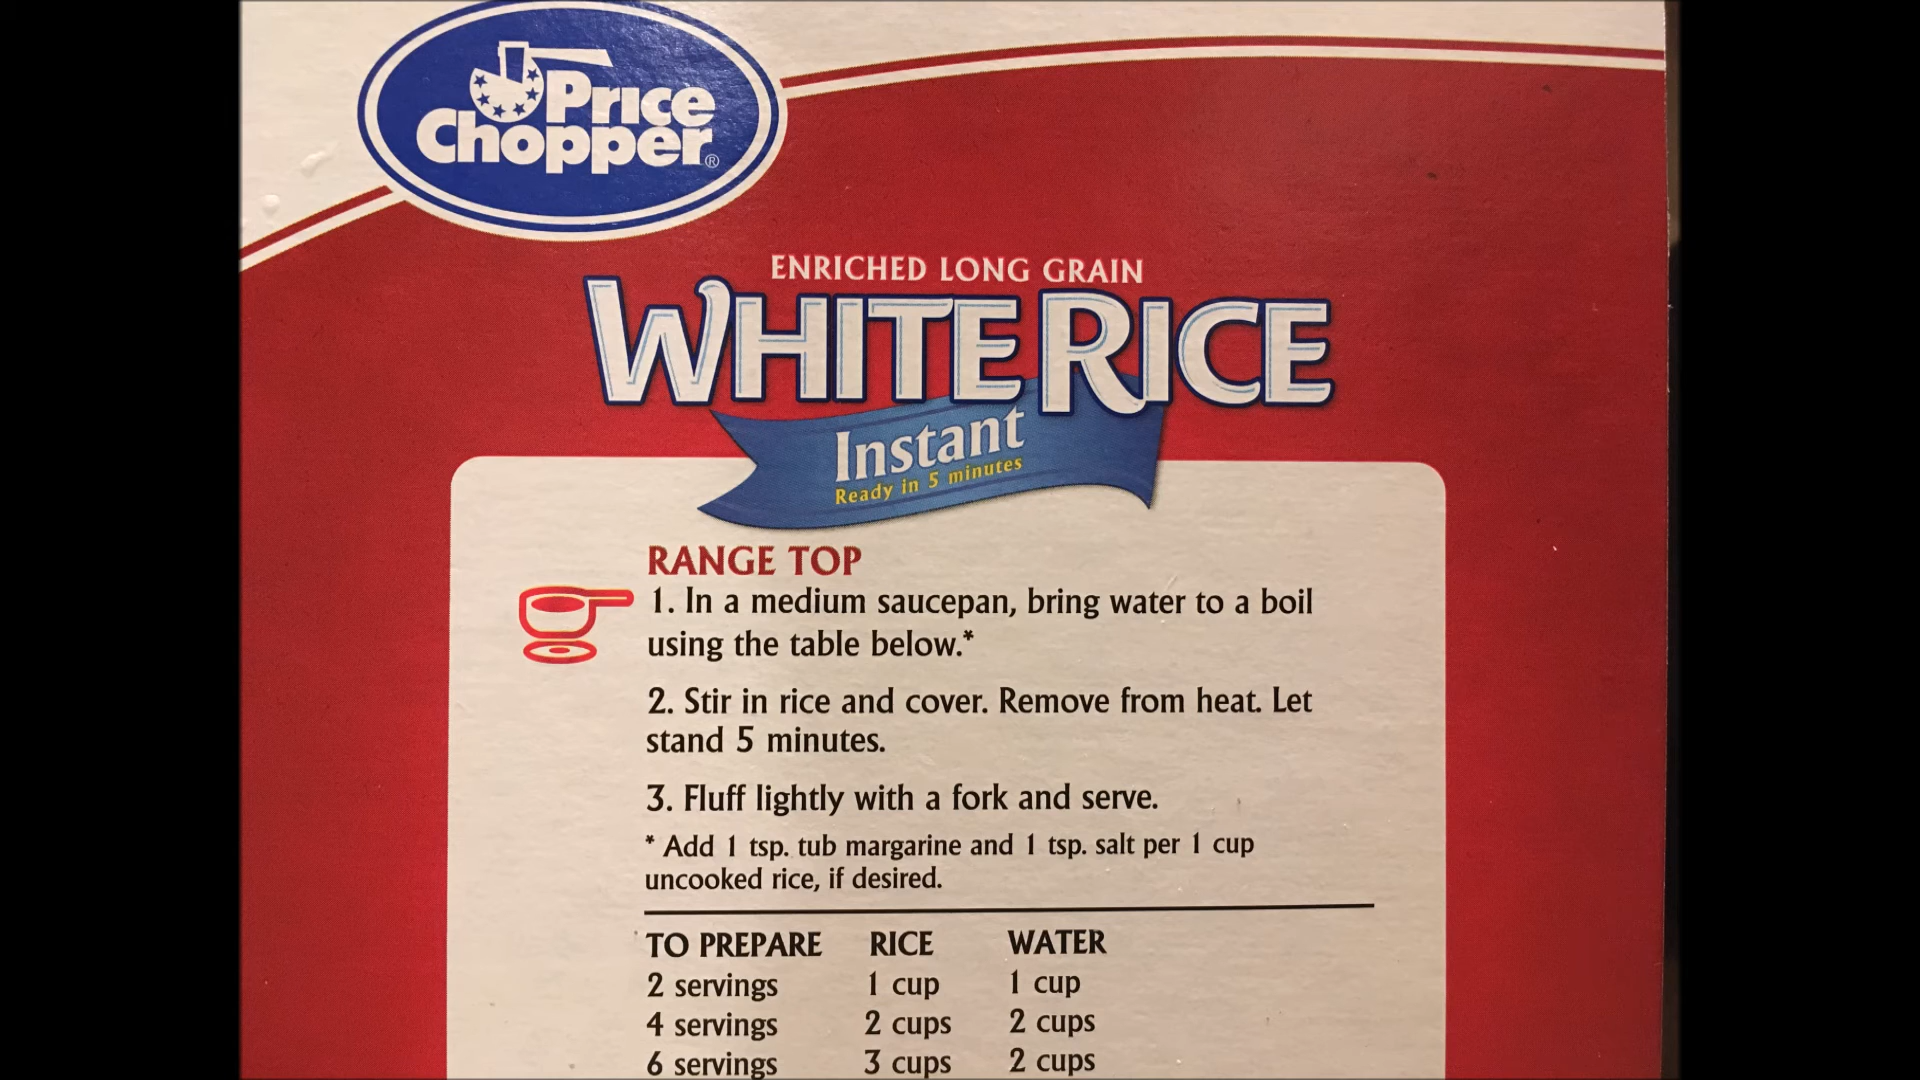 Price
Chopper®
ENRICHED LONG GRAIN
WHITE RICE
Instant
Ready in 5 minutes
RANGE TOP
1. In a medium saucepan, bring water to a boil
using the table below.*
2. Stir in rice and cover. Remove from heat. Let
stand 5 minutes.
3. Fluff lightly with a fork and serve.
* Add 1 tsp. tub margarine and 1 tsp. salt per 1 cup
uncooked rice, if desired.
TO PREPARE RICE WATER
2 servings 1 cup 1 cup
4 servings 2 cups 2 cups
6 servings 3 cups 2 cups